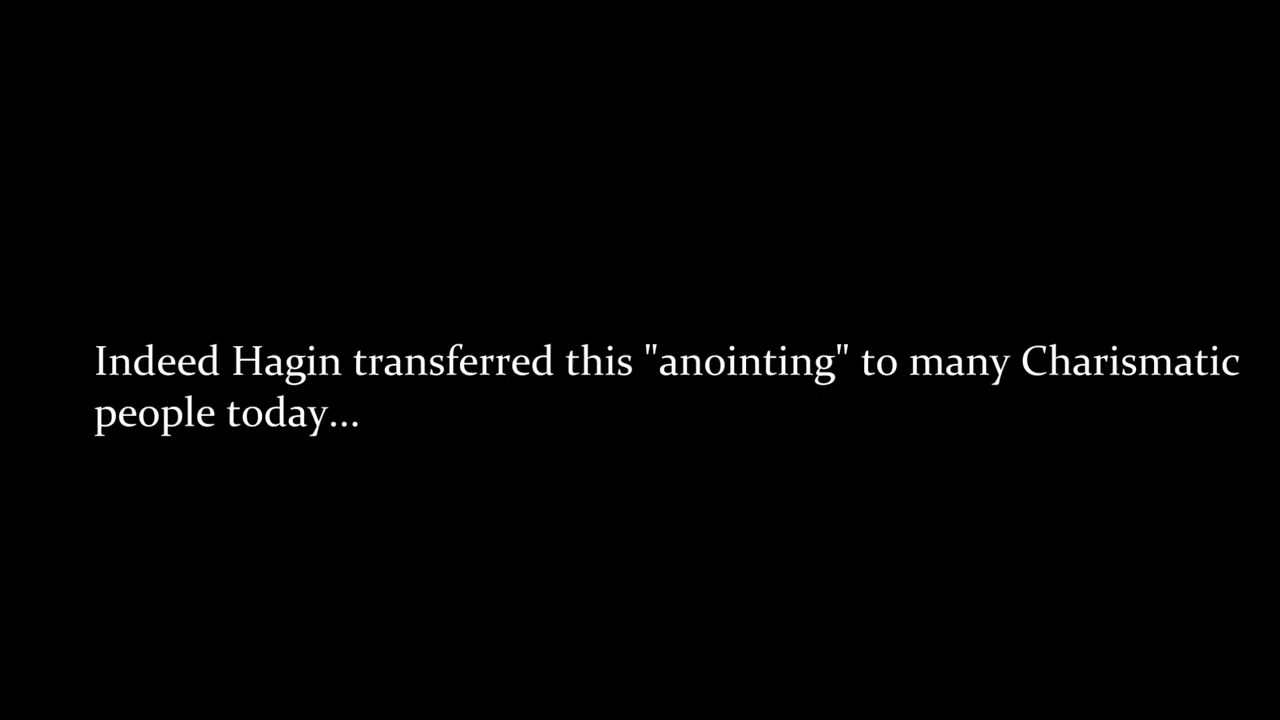 Indeed Hagin transferred this "anointing" to many Charismatic
people today...